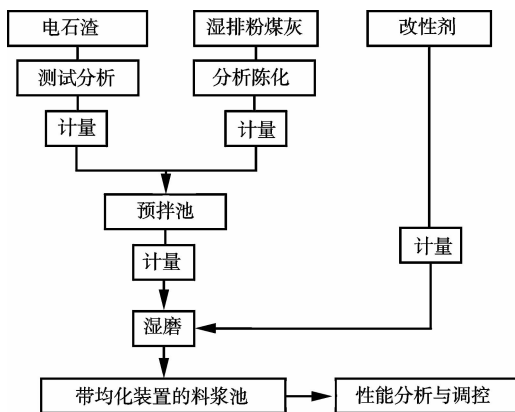 电石渣
湿排粉煤灰
改性剂
测试分析
分析陈化
计量
计量
预拌池
计量
计量
湿磨
带均化装置的料浆池
性能分析与调控